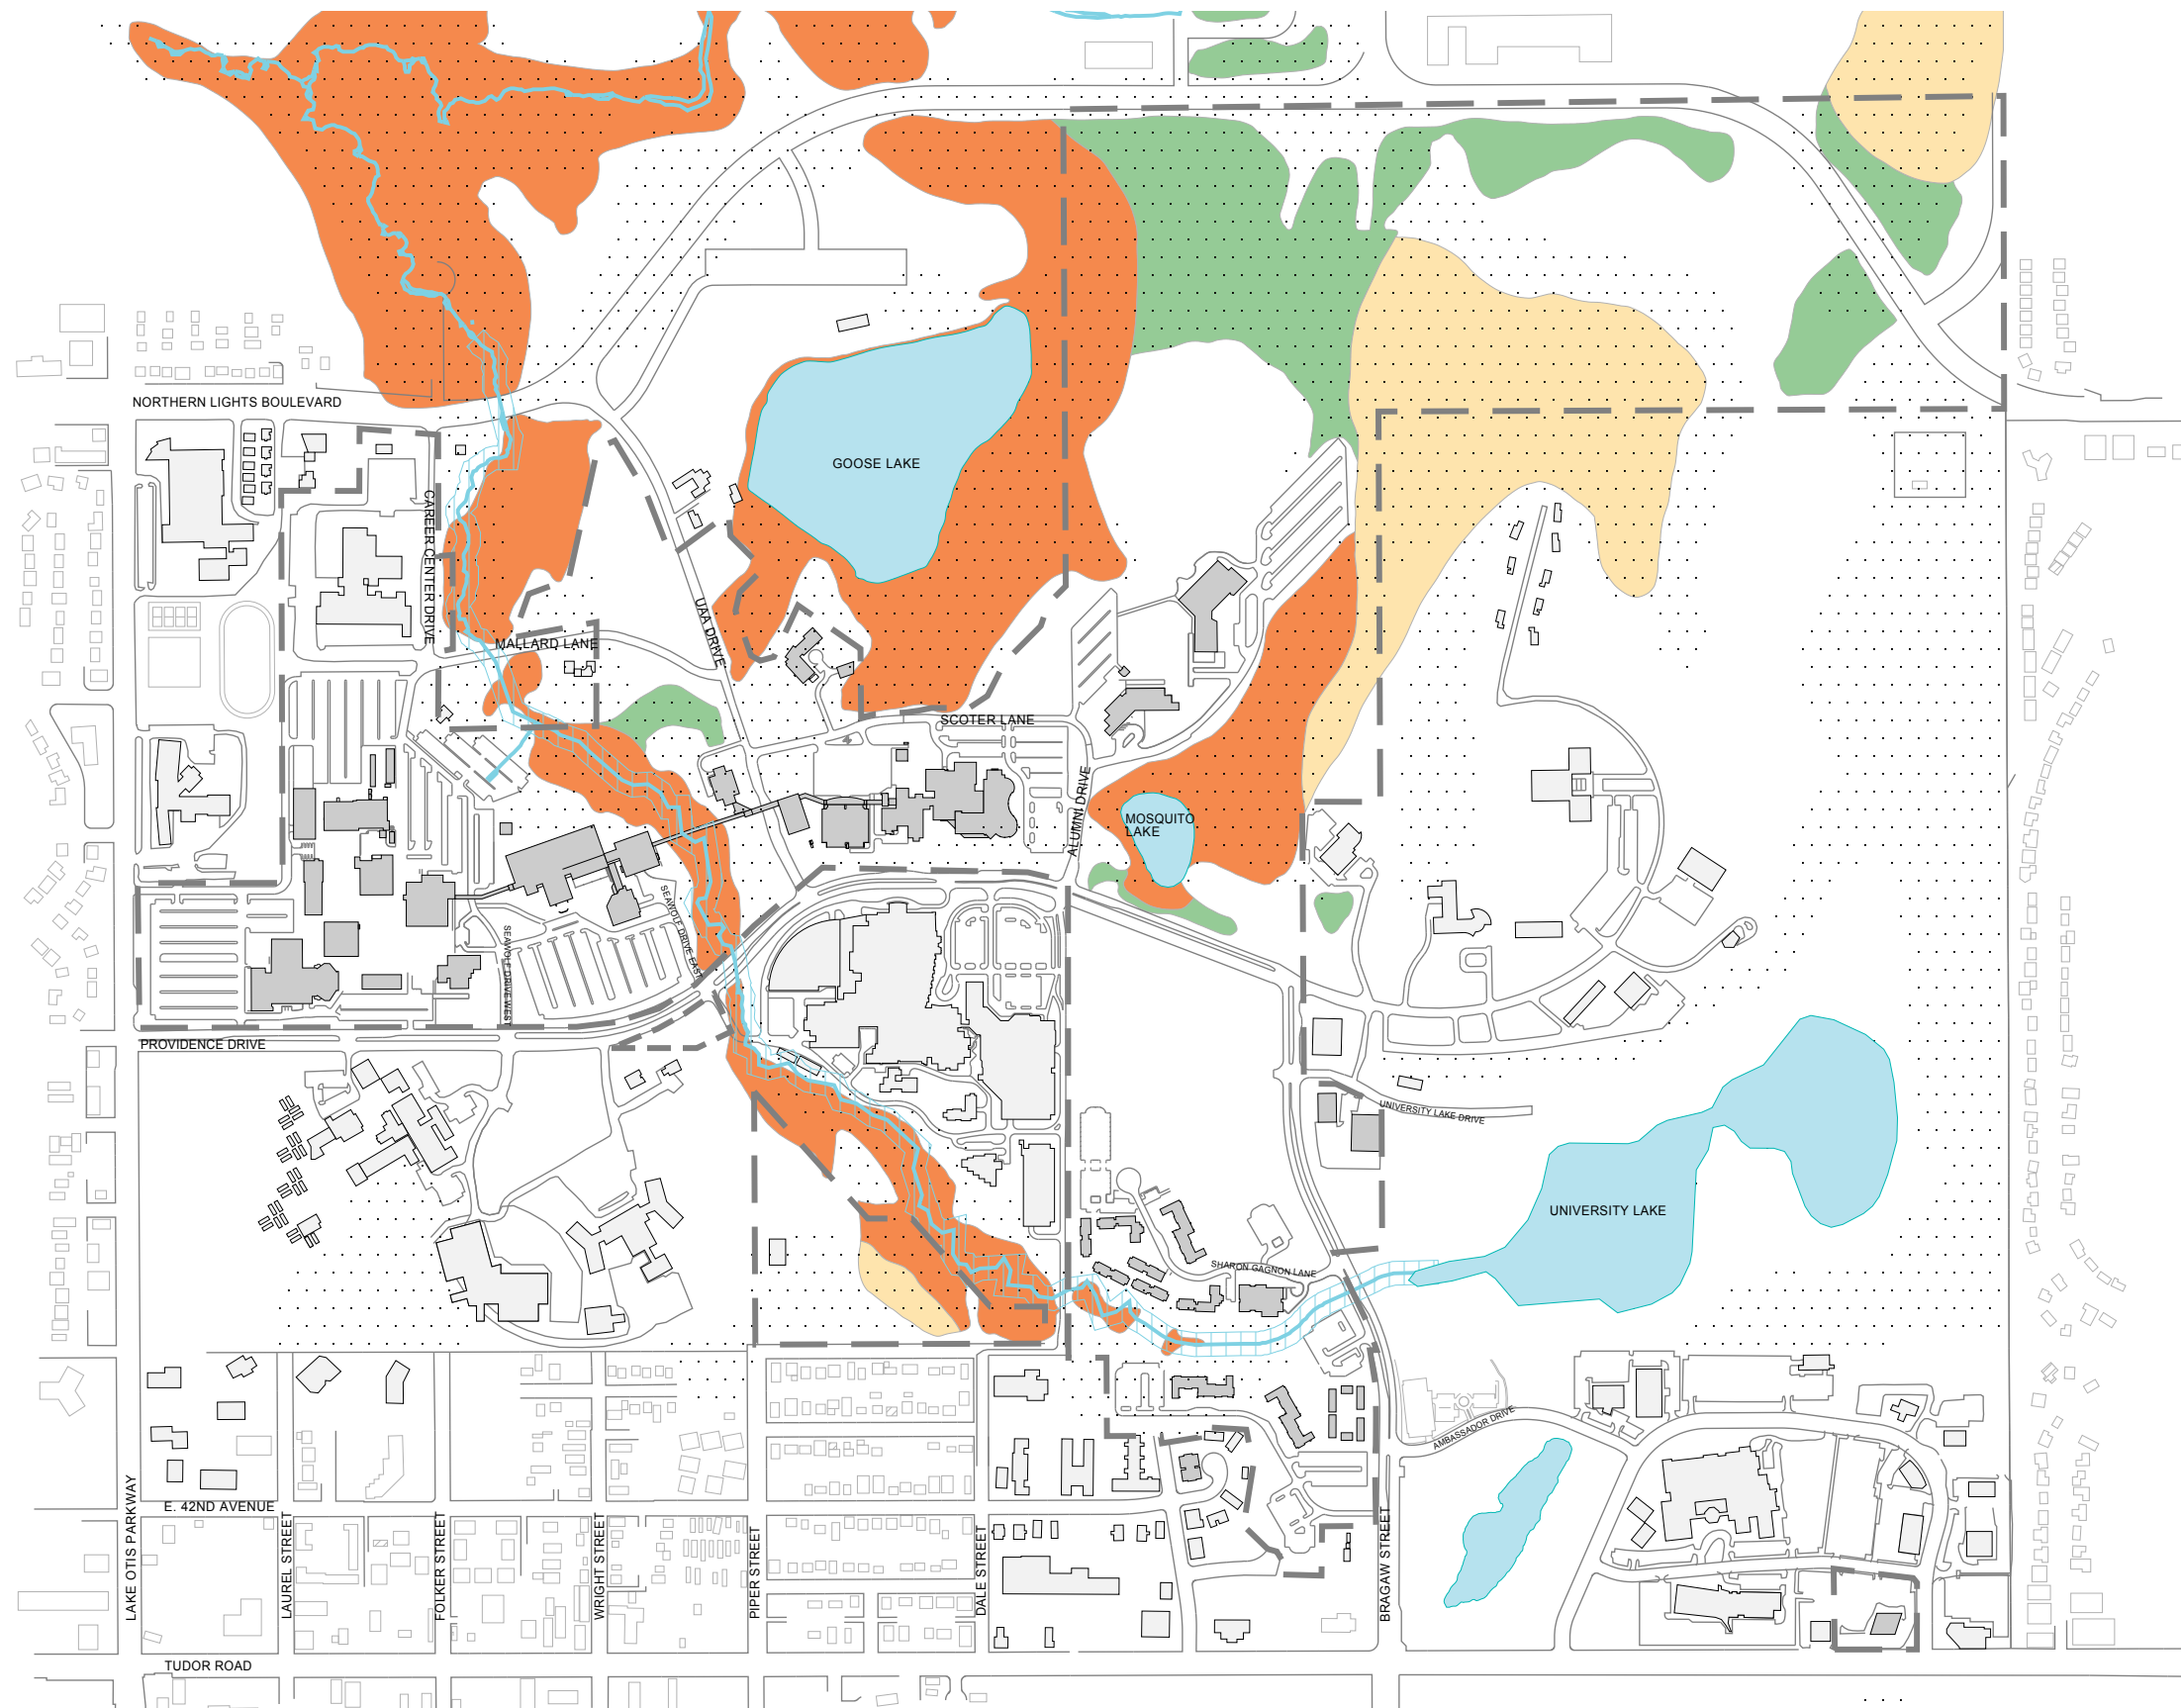 NORTHERN LIGHTS BOULEVARD
GOOSE LAKE
CAREER CENTER DRIVE
UAA DRIVE
MALLARD LANE
SCOTER LANE
ALUMNI DRIVE
MOSQUITO
LAKE
SEAWOLF DRIVE EAST
SEAWOLF DRIVE WEST
PROVIDENCE DRIVE
UNIVERSITY LAKE DRIVE
UNIVERSITY LAKE
SHARON GAGNON LANE
AMBASSADOR DRIVE
E. 42ND AVENUE
LAKE OTIS PARKWAY
LAUREL STREET
FOLKER STREET
WRIGHT STREET
PIPER STREET
DALE STREET
BRAGAW STREET
TUDOR ROAD